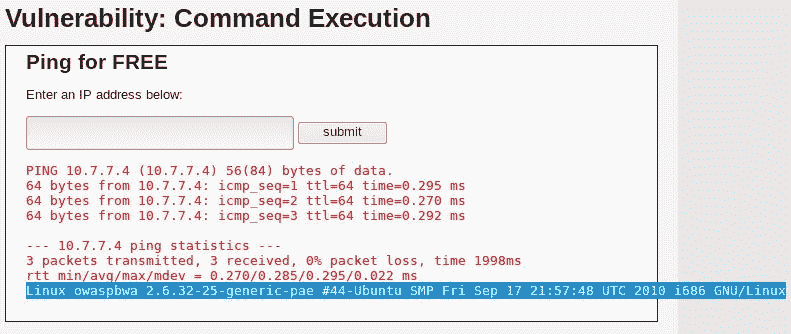 Vulnerability: Command Execution
Ping for FREE
Enter an IP address below:
submit
PING 10.7.7.4 (10.7.7.4) 56(84) bytes of data.
64 bytes from 10.7.7.4: icmp_seq=1 ttl=64 time=0.295 ms
64 bytes from 10.7.7.4: icmp_seq=2 ttl=64 time=0.270 ms
64 bytes from 10.7.7.4: icmp_seq=3 ttl=64 time=0.292 ms
--- 10.7.7.4 ping statistics ---
3 packets transmitted, 3 received, 0% packet loss, time 1998ms
rtt min/avg/max/mdev = 0.270/0.285/0.295/0.022 ms
Linux owaspbwa 2.6.32-25-generic-pae #44-Ubuntu SMP Fri Sep 17 21:57:48 UTC 2010 i686 GNU/Linux